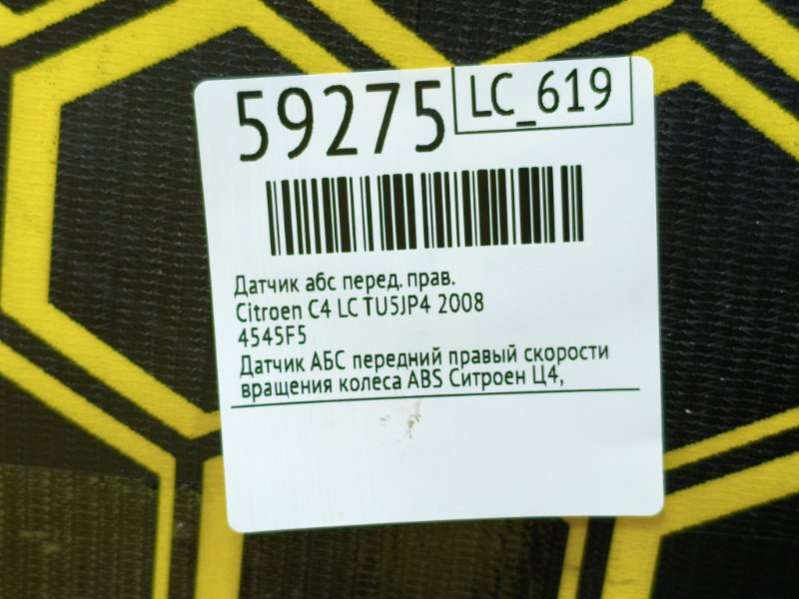 59275
LC_619
Датчик абс перед. прав.
Citroen C4 LC TU5JP4 2008
4545F5
Датчик АБС передний правый скорости
вращения колеса ABS Ситроен Ц4,